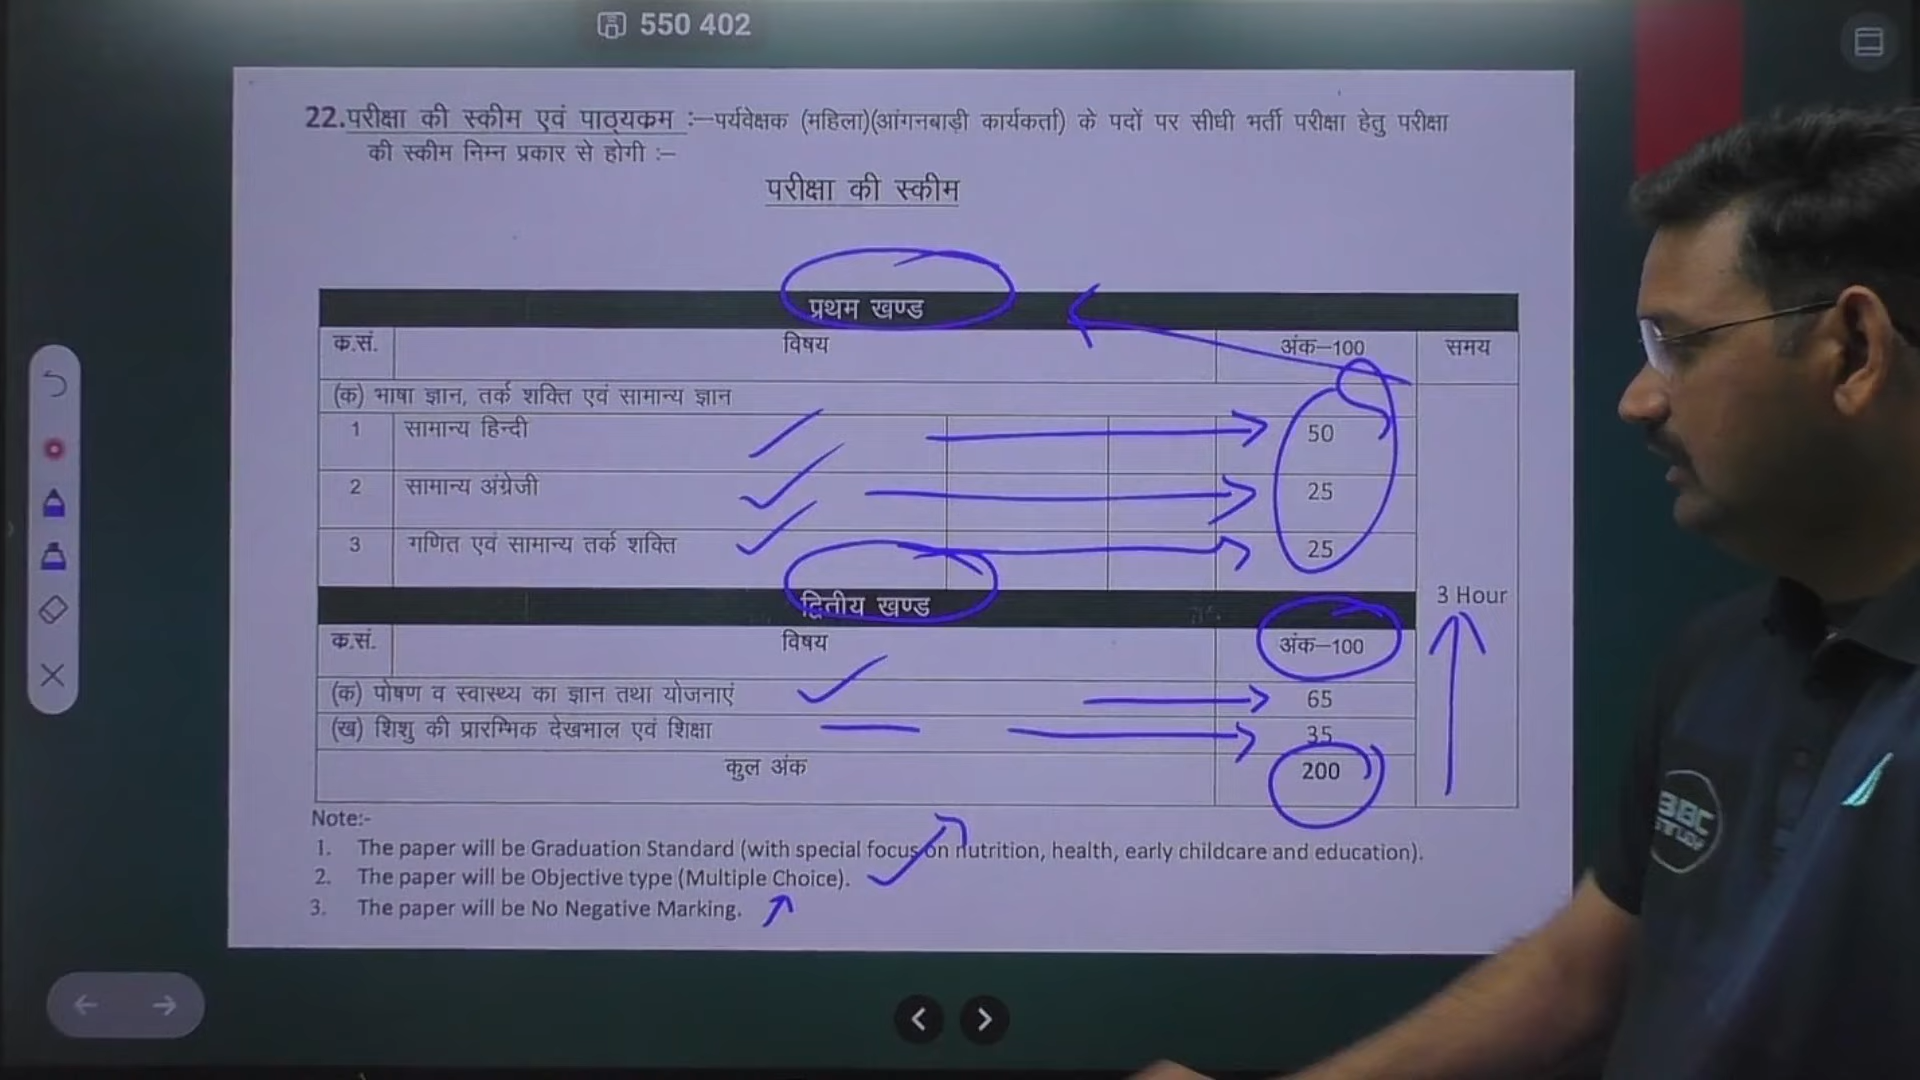 550 402
22.परीक्षा की स्कीम एवं पाठ्यकम :–पर्यवेक्षक (महिला)(आंगनबाड़ी कार्यकर्ता) के पदों पर सीधी भर्ती परीक्षा हेतु परीक्षा
की स्कीम निम्न प्रकार से होगी :–
परीक्षा की स्कीम
प्रथम खण्ड
क.सं. विषय अंक–100 समय
(क) भाषा ज्ञान, तर्क शक्ति एवं सामान्य ज्ञान
1 सामान्य हिन्दी 50
2 सामान्य अंग्रेजी 25
3 गणित एवं सामान्य तर्क शक्ति 25
3 Hour
द्वितीय खण्ड
क.सं. विषय अंक–100
(क) पोषण व स्वास्थ्य का ज्ञान तथा योजनाएं 65
(ख) शिशु की प्रारम्भिक देखभाल एवं शिक्षा 35
कुल अंक 200
Note:-
1. The paper will be Graduation Standard (with special focus on nutrition, health, early childcare and education).
2. The paper will be Objective type (Multiple Choice).
3. The paper will be No Negative Marking.